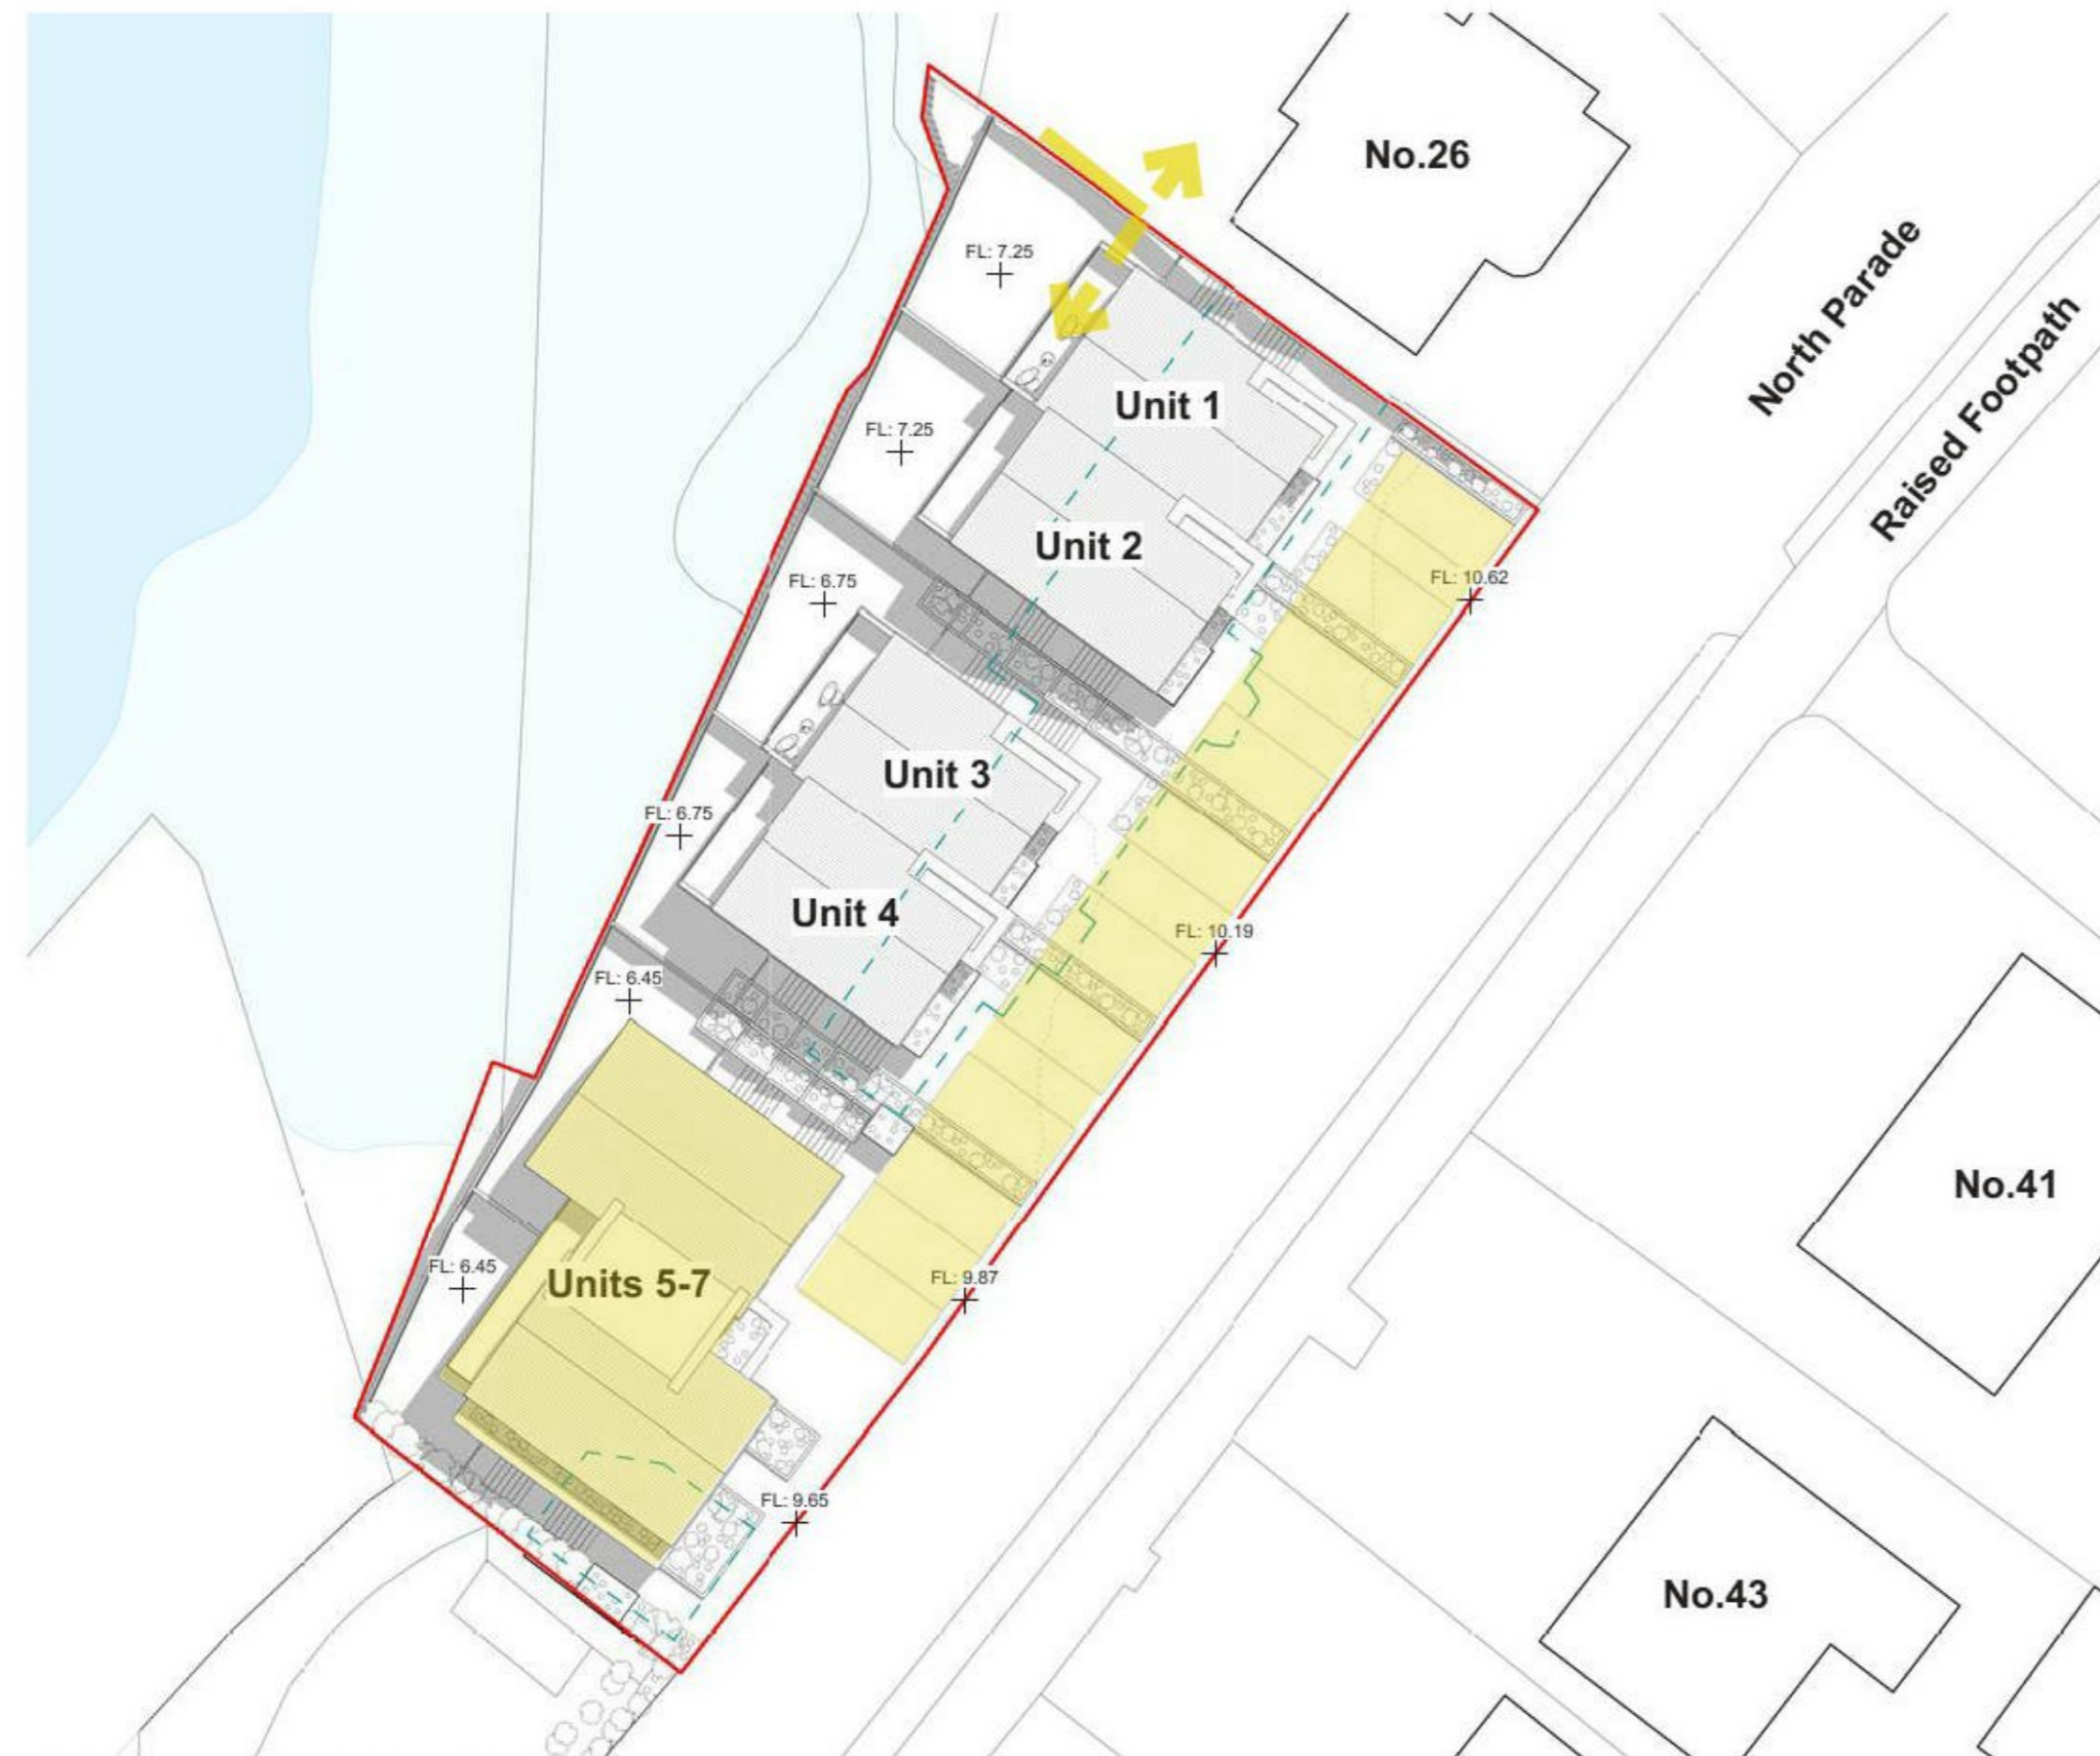 No.26
North Parade
FL: 7.25
Raised Footpath
Unit 1
FL: 7.25
Unit 2
FL: 6.75
FL: 10.62
Unit 3
FL: 6.75
Unit 4
FL: 10.19
FL: 6.45
No.41
FL: 6.45
Units 5-7
FL: 9.87
FL: 9.65
No.43